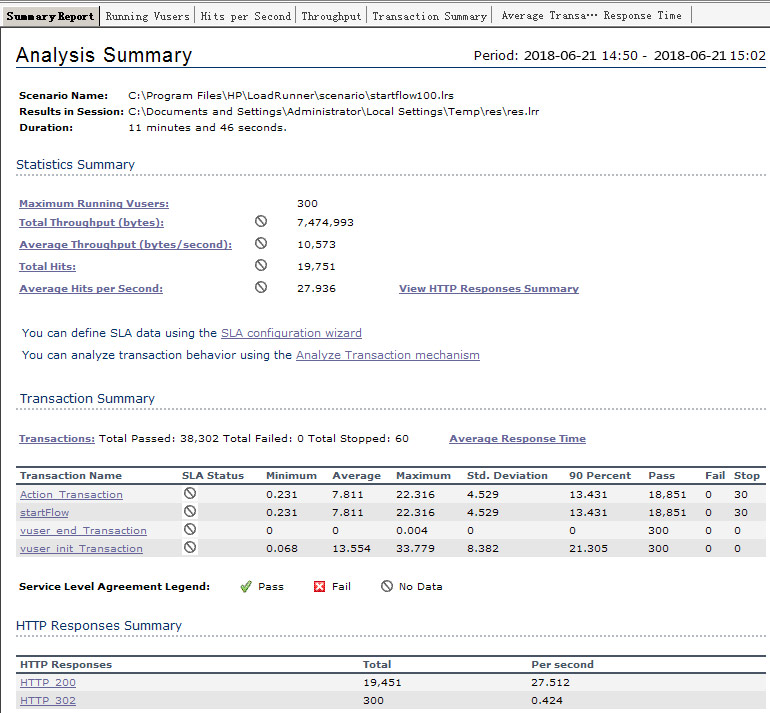 Summary Report Running Vusers Hits per Second Throughput Transaction Summary Average Transa... Response Time
Analysis Summary Period: 2018-06-21 14:50 - 2018-06-21 15:02
Scenario Name: C:\Program Files\HP\LoadRunner\scenario\startflow100.lrs
Results in Session: C:\Documents and Settings\Administrator\Local Settings\Temp\res\res.lrr
Duration: 11 minutes and 46 seconds.
Statistics Summary
Maximum Running Vusers: 300
Total Throughput (bytes): 7,474,993
Average Throughput (bytes/second): 10,573
Total Hits: 19,751
Average Hits per Second: 27.936 View HTTP Responses Summary
You can define SLA data using the SLA configuration wizard
You can analyze transaction behavior using the Analyze Transaction mechanism
Transaction Summary
Transactions: Total Passed: 38,302 Total Failed: 0 Total Stopped: 60 Average Response Time
Transaction Name SLA Status Minimum Average Maximum Std. Deviation 90 Percent Pass Fail Stop
Action_Transaction 0.231 7.811 22.316 4.529 13.431 18,851 0 30
startFlow 0.231 7.811 22.316 4.529 13.431 18,851 0 30
vuser_end_Transaction 0 0 0.004 0 0 300 0 0
vuser_init_Transaction 0.068 13.554 33.779 8.382 21.305 300 0 0
Service Level Agreement Legend: Pass Fail No Data
HTTP Responses Summary
HTTP Responses Total Per second
HTTP_200 19,451 27.512
HTTP_302 300 0.424